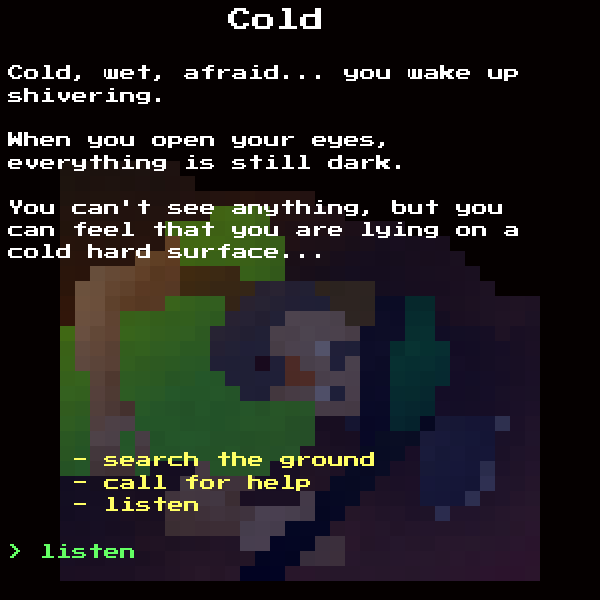 Cold
Cold, wet, afraid... you wake up
shivering.
When you open your eyes,
everything is still dark.
You can't see anything, but you
can feel that you are lying on a
cold hard surface...
- search the ground
- call for help
- listen
> listen